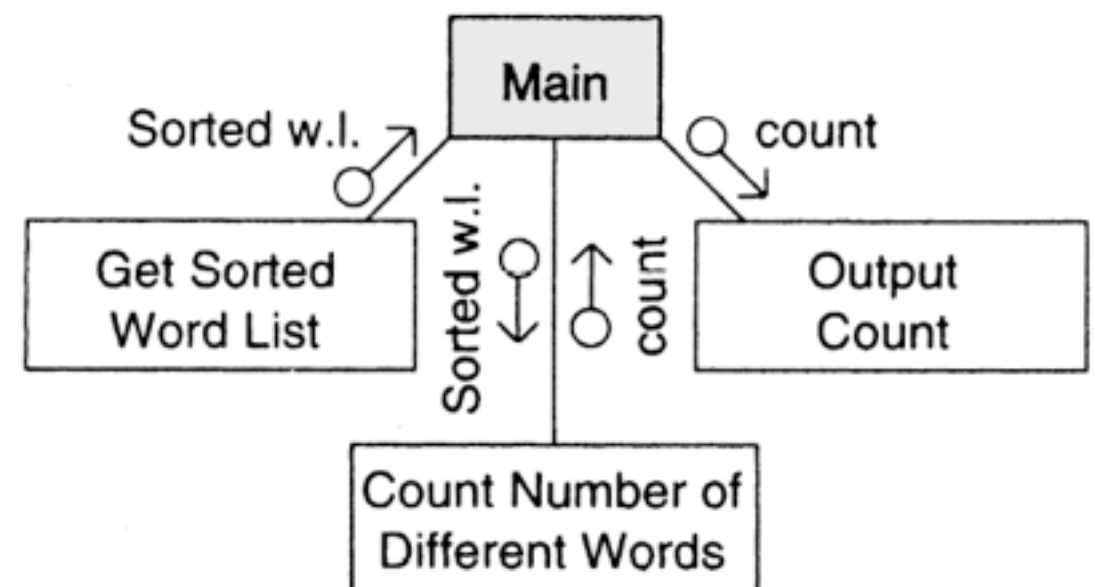 Main
Sorted w.l.
count
Get Sorted
Word List
Sorted w.l.
count
Output
Count
Count Number of
Different Words